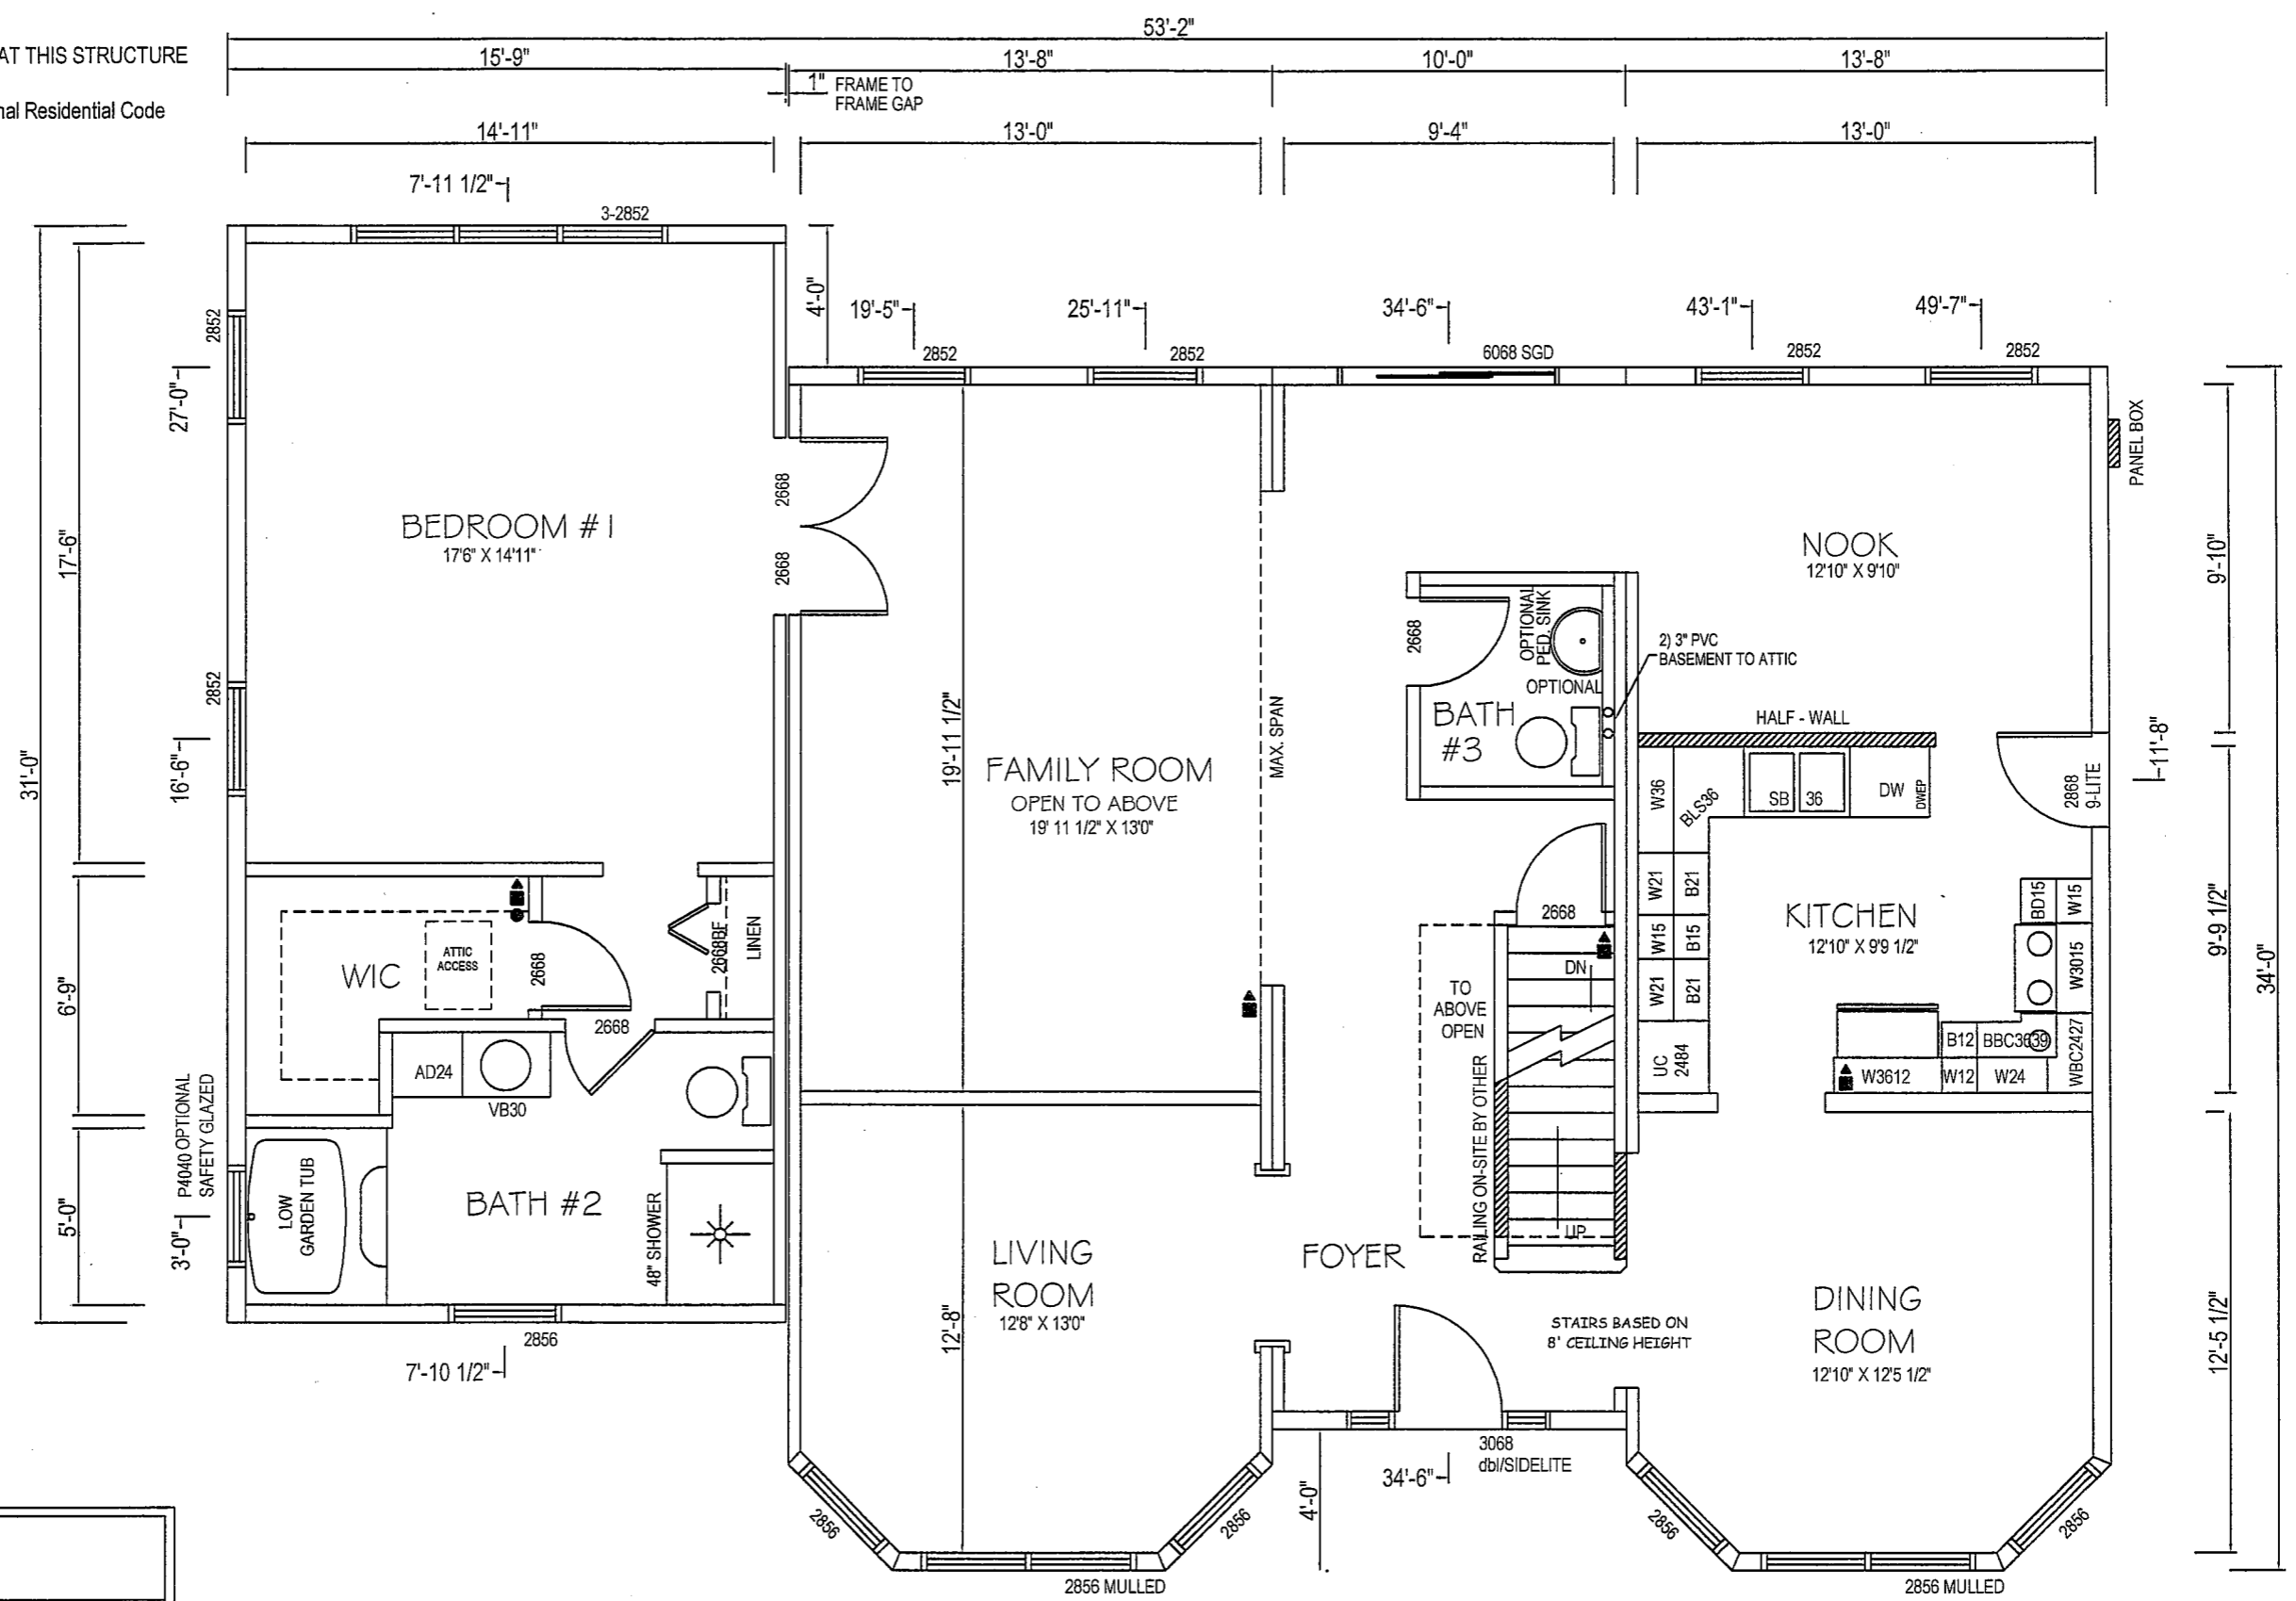 53'-2"
AT THIS STRUCTURE
15'-9"
13'-8"
10'-0"
13'-8"
1" FRAME TO
FRAME GAP
nal Residential Code
14'-11"
13'-0"
9'-4"
13'-0"
7'-11 1/2"
3-2852
2852
27'-0"
17'-6"
31'-0"
2852
16'-6"
6'-9"
5'-0"
3'-0"
P4040 OPTIONAL
SAFETY GLAZED
4'-0"
19'-5"
25'-11"
34'-6"
43'-1"
49'-7"
2852
2852
6068 SGD
2852
2852
PANEL BOX
BEDROOM #1
17'6" X 14'11"
2668
2668
19'-11 1/2"
FAMILY ROOM
OPEN TO ABOVE
19' 11 1/2" X 13'0"
MAX. SPAN
NOOK
12'10" X 9'10"
9'-10"
2668
OPTIONAL
PED. SINK
OPTIONAL
BATH
#3
2) 3" PVC
BASEMENT TO ATTIC
HALF - WALL
11'-8"
2868
9-LITE
W36
BLS36
SB 36
DW
DWEP
W21
B21
W15
B15
W21
B21
UC
2484
KITCHEN
12'10" X 9'9 1/2"
BD15
W15
W3015
B12
BBC3639
WBC2427
W3612
W12
W24
9'-9 1/2"
34'-0"
WIC
ATTIC
ACCESS
2668
2668BF
LINEN
2668
AD24
VB30
LOW
GARDEN TUB
BATH #2
48" SHOWER
2856
7'-10 1/2"
2668
DN
TO
ABOVE
OPEN
RAILING ON-SITE BY OTHER
UP
LIVING
ROOM
12'8" X 13'0"
12'-8"
FOYER
STAIRS BASED ON
8' CEILING HEIGHT
DINING
ROOM
12'10" X 12'5 1/2"
12'-5 1/2"
3068
dbl/SIDELITE
34'-6"
4'-0"
2856
2856
2856 MULLED
2856
2856
2856 MULLED